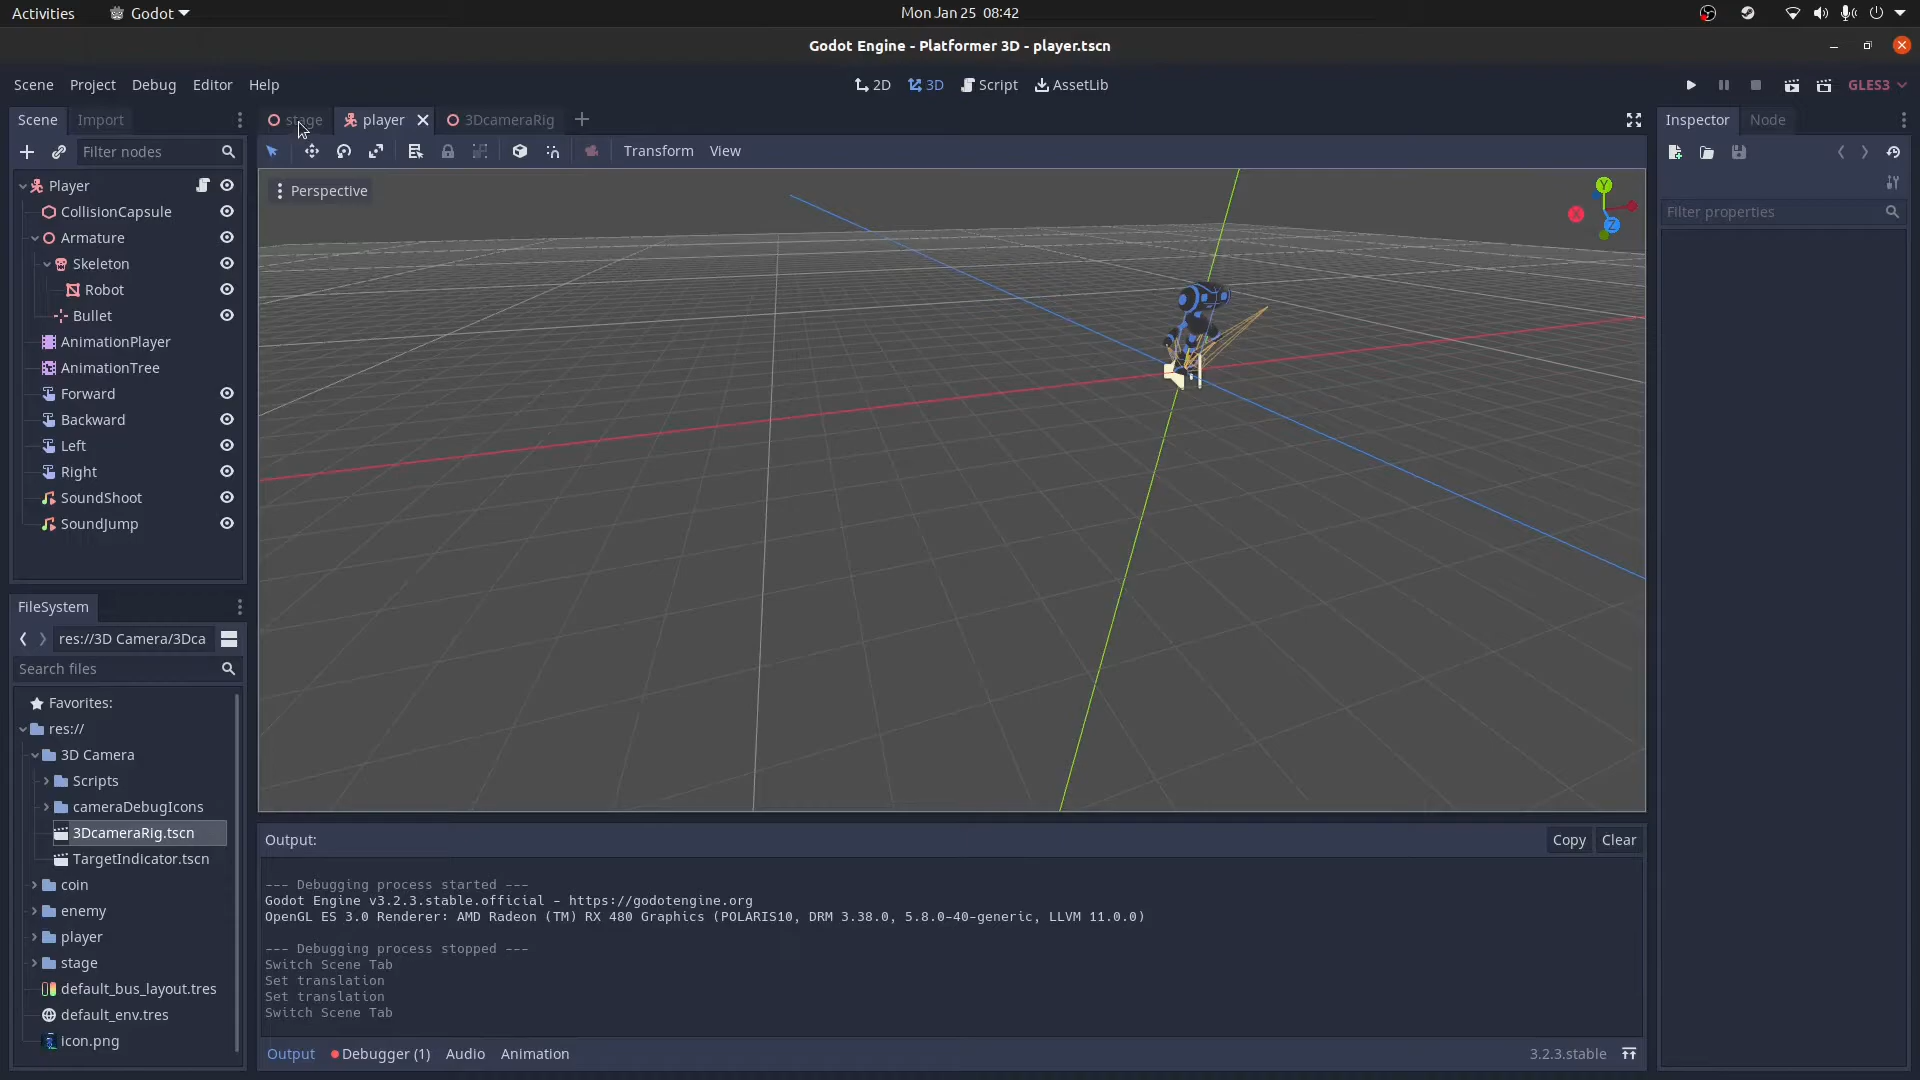 Activities Godot Mon Jan 25 08:42
Godot Engine - Platformer 3D - player.tscn
Scene Project Debug Editor Help 2D 3D Script AssetLib GLES3
Scene Import stage player 3DcameraRig Inspector Node
Filter nodes Transform View
Player
Perspective
Y
X
Z
CollisionCapsule
Filter properties
Armature
Skeleton
Robot
Bullet
AnimationPlayer
AnimationTree
Forward
Backward
Left
Right
SoundShoot
SoundJump
FileSystem
res://3D Camera/3Dca
Search files
Favorites:
res://
3D Camera
Scripts
cameraDebugIcons
3DcameraRig.tscn
TargetIndicator.tscn
coin
enemy
player
stage
default_bus_layout.tres
default_env.tres
icon.png
Output: Copy Clear
--- Debugging process started ---
Godot Engine v3.2.3.stable.official - https://godotengine.org
OpenGL ES 3.0 Renderer: AMD Radeon (TM) RX 480 Graphics (POLARIS10, DRM 3.38.0, 5.8.0-40-generic, LLVM 11.0.0)
--- Debugging process stopped ---
Switch Scene Tab
Set translation
Set translation
Switch Scene Tab
Output Debugger (1) Audio Animation 3.2.3.stable